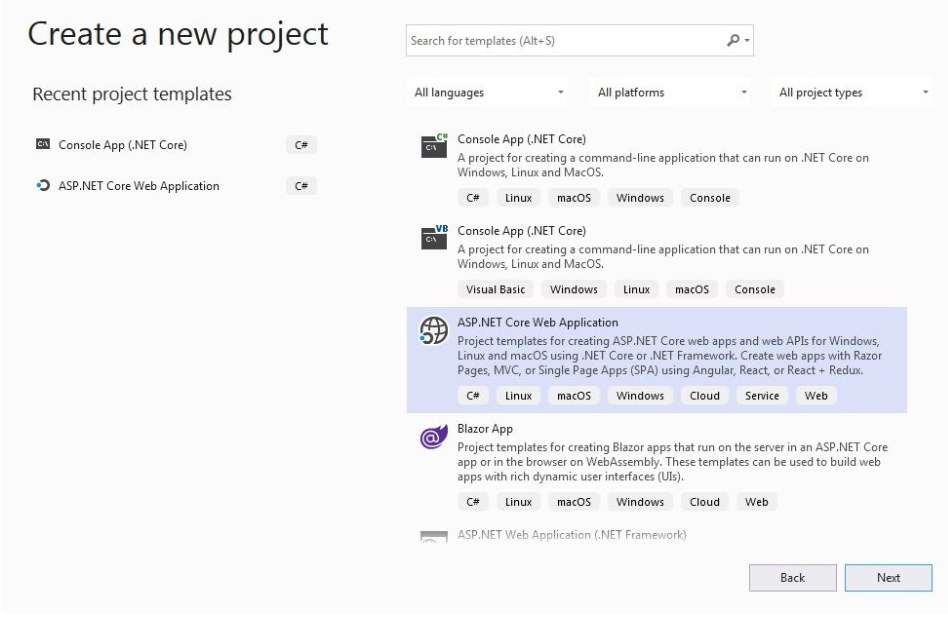 Create a new project
Recent project templates
Console App (.NET Core) C#
ASP.NET Core Web Application C#
Search for templates (Alt+S)
All languages All platforms All project types
C#
Console App (.NET Core)
A project for creating a command-line application that can run on .NET Core on
Windows, Linux and MacOS.
C# Linux macOS Windows Console
VB
Console App (.NET Core)
A project for creating a command-line application that can run on .NET Core on
Windows, Linux and MacOS.
Visual Basic Windows Linux macOS Console
ASP.NET Core Web Application
Project templates for creating ASP.NET Core web apps and web APIs for Windows,
Linux and macOS using .NET Core or .NET Framework. Create web apps with Razor
Pages, MVC, or Single Page Apps (SPA) using Angular, React, or React + Redux.
C# Linux macOS Windows Cloud Service Web
Blazor App
Project templates for creating Blazor apps that run on the server in an ASP.NET Core
app or in the browser on WebAssembly. These templates can be used to build web
apps with rich dynamic user interfaces (UIs).
C# Linux macOS Windows Cloud Web
ASP.NET Web Application (.NET Framework)
Back Next